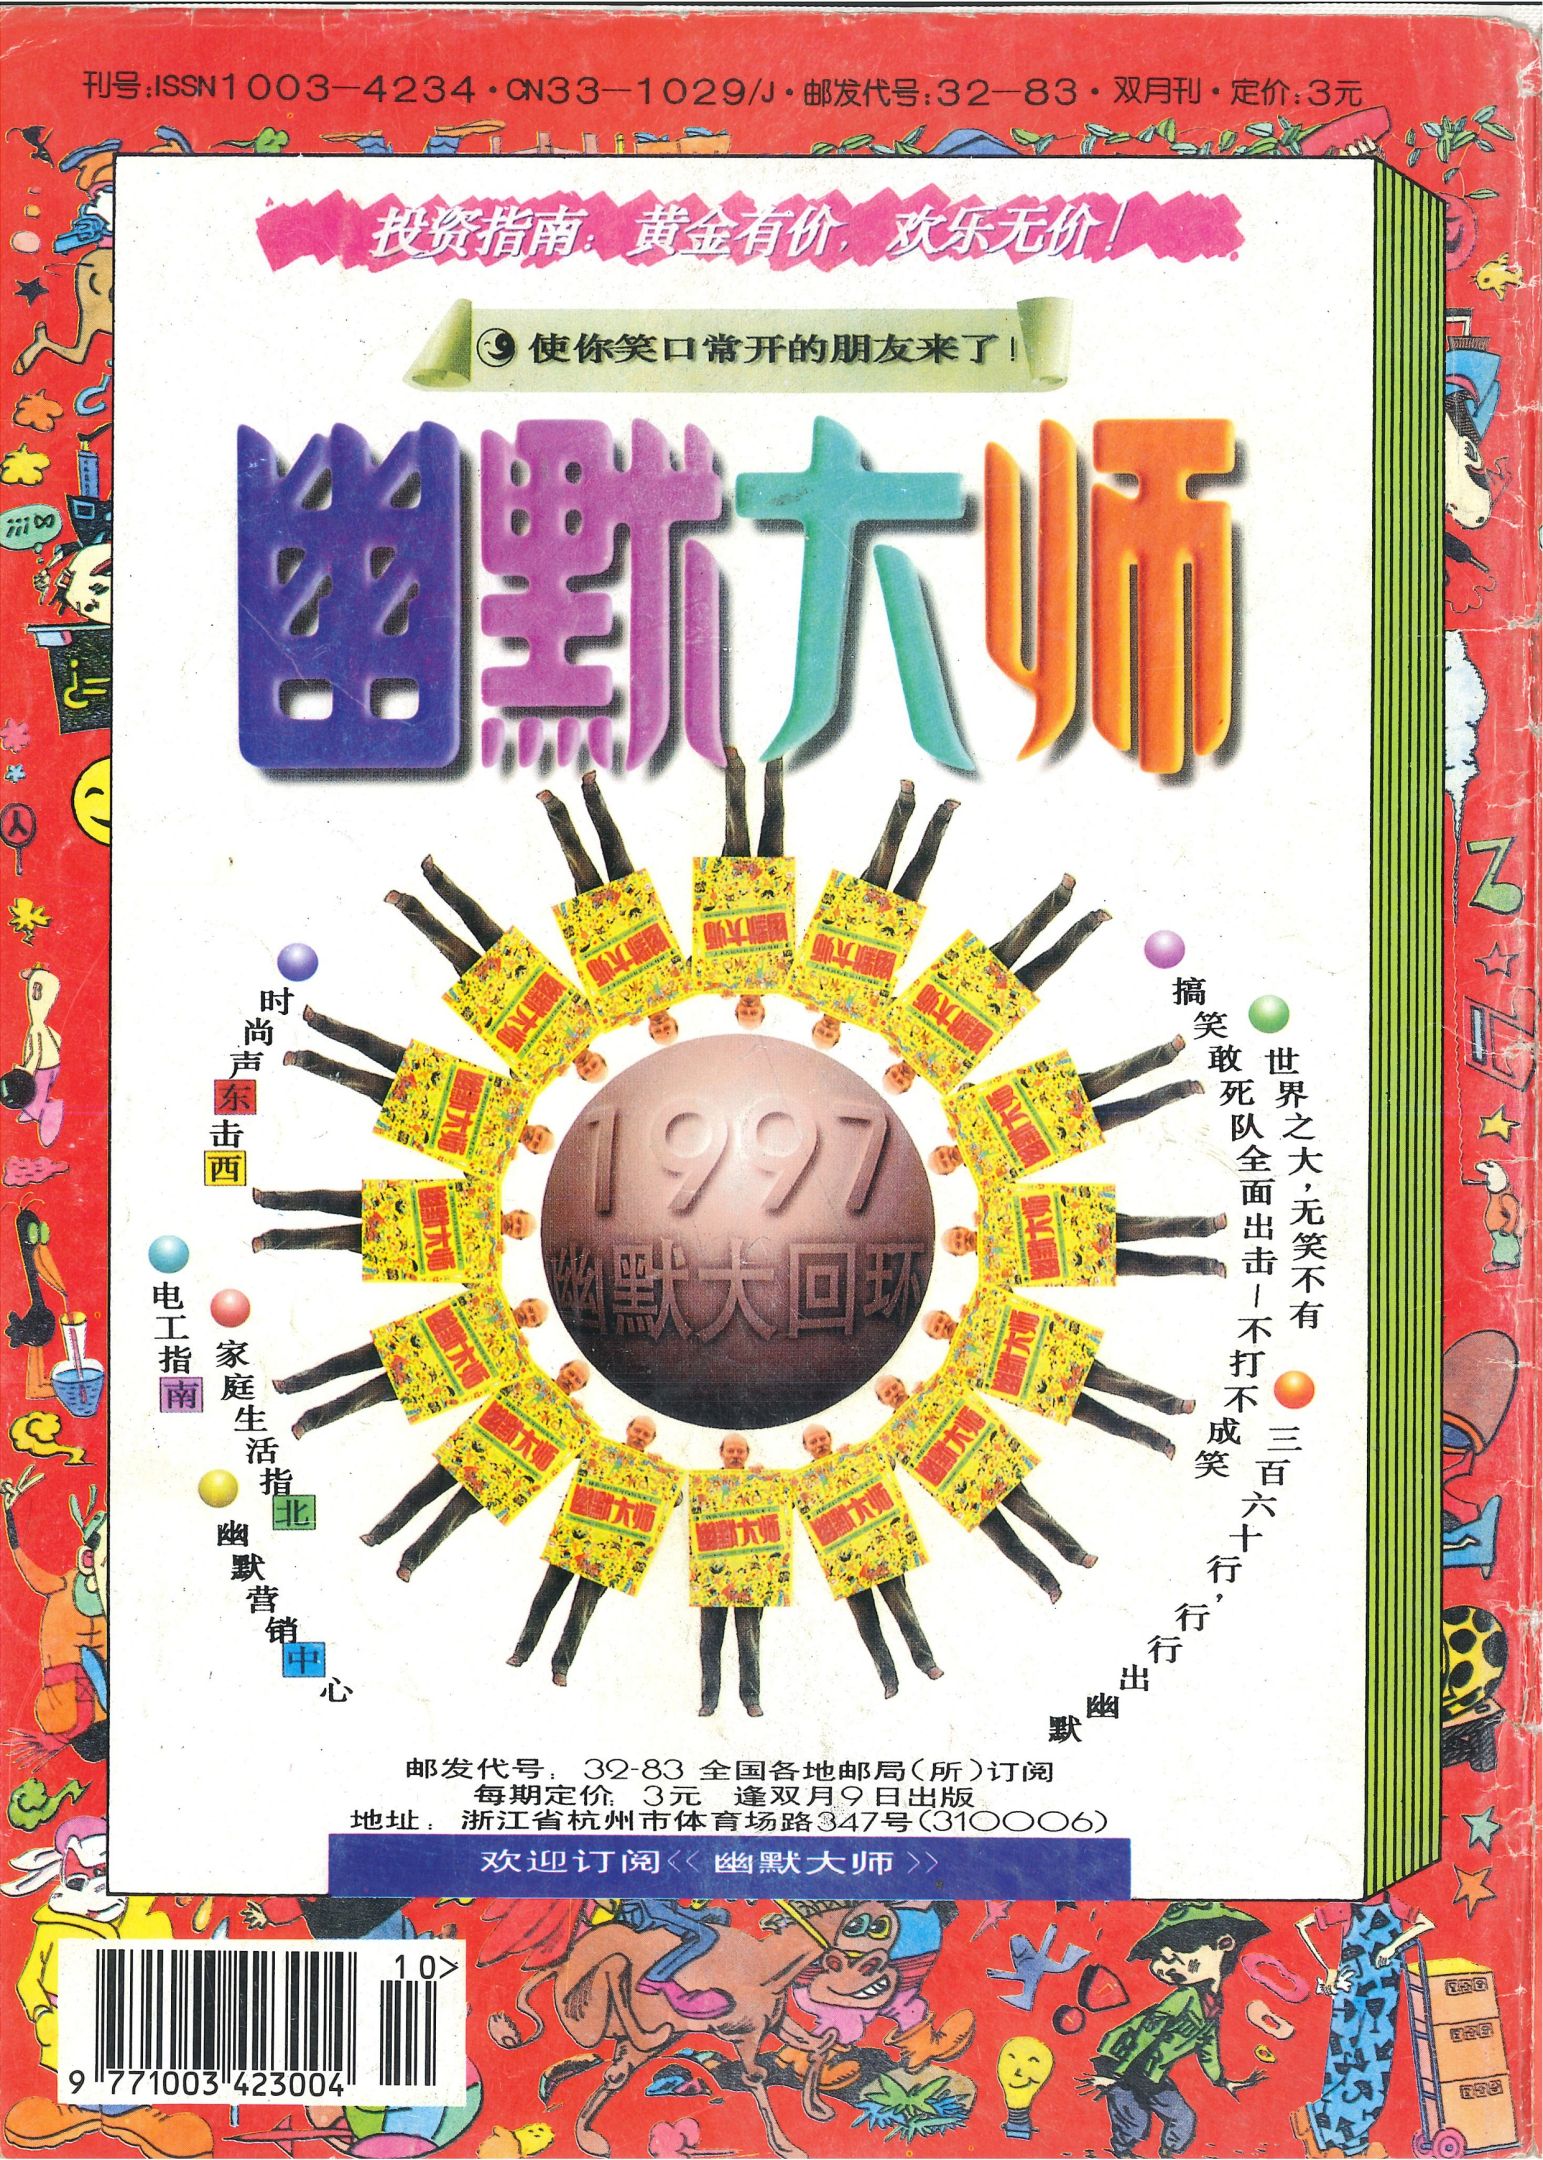 刊号:ISSN1003—4234·CN33—1029/J·邮发代号:32—83·双月刊·定价:3元
投资指南：黄金有价，欢乐无价！
使你笑口常开的朋友来了！
幽默大师
1997
幽默大回环
时尚声东击西
电工指南
家庭生活指北
幽默营销中心
搞笑敢死队全面出击—不打不成笑
世界之大，无笑不有
三百六十行，行行出幽默
邮发代号：32-83 全国各地邮局(所)订阅
每期定价：3元 逢双月9日出版
地址：浙江省杭州市体育场路347号(310006)
欢迎订阅《幽默大师》
10>
9 771003 423004